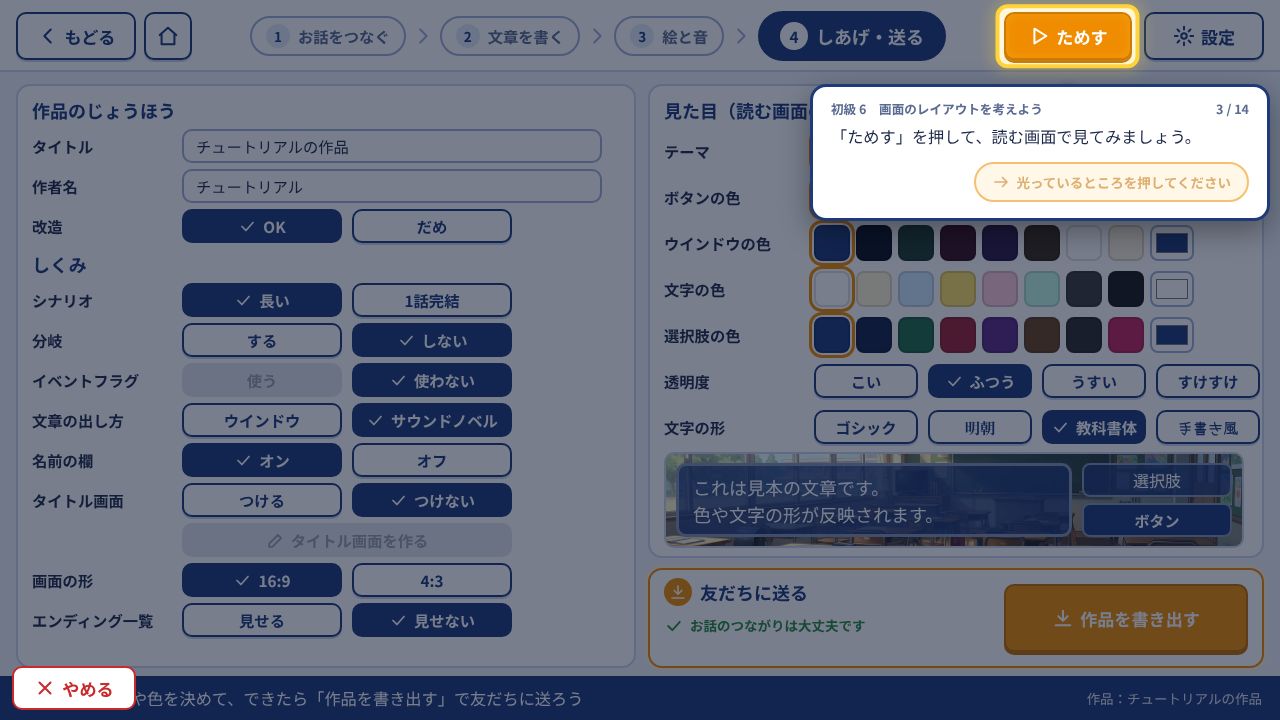 もどる
1 お話をつなぐ
2 文章を書く
3 絵と音
4 しあげ・送る
ためす
設定
初級 6　画面のレイアウトを考えよう
3 / 14
「ためす」を押して、読む画面で見てみましょう。
光っているところを押してください
作品のじょうほう
タイトル
チュートリアルの作品
作者名
チュートリアル
改造
OK
だめ
しくみ
シナリオ
長い
1話完結
分岐
する
しない
イベントフラグ
使う
使わない
文章の出し方
ウインドウ
サウンドノベル
名前の欄
オン
オフ
タイトル画面
つける
つけない
タイトル画面を作る
画面の形
16:9
4:3
エンディング一覧
見せる
見せない
見た目（読む画面
テーマ
ボタンの色
ウインドウの色
文字の色
選択肢の色
透明度
こい
ふつう
うすい
すけすけ
文字の形
ゴシック
明朝
教科書体
手書き風
これは見本の文章です。
色や文字の形が反映されます。
選択肢
ボタン
友だちに送る
お話のつながりは大丈夫です
作品を書き出す
やめる
や色を決めて、できたら「作品を書き出す」で友だちに送ろう
作品：チュートリアルの作品